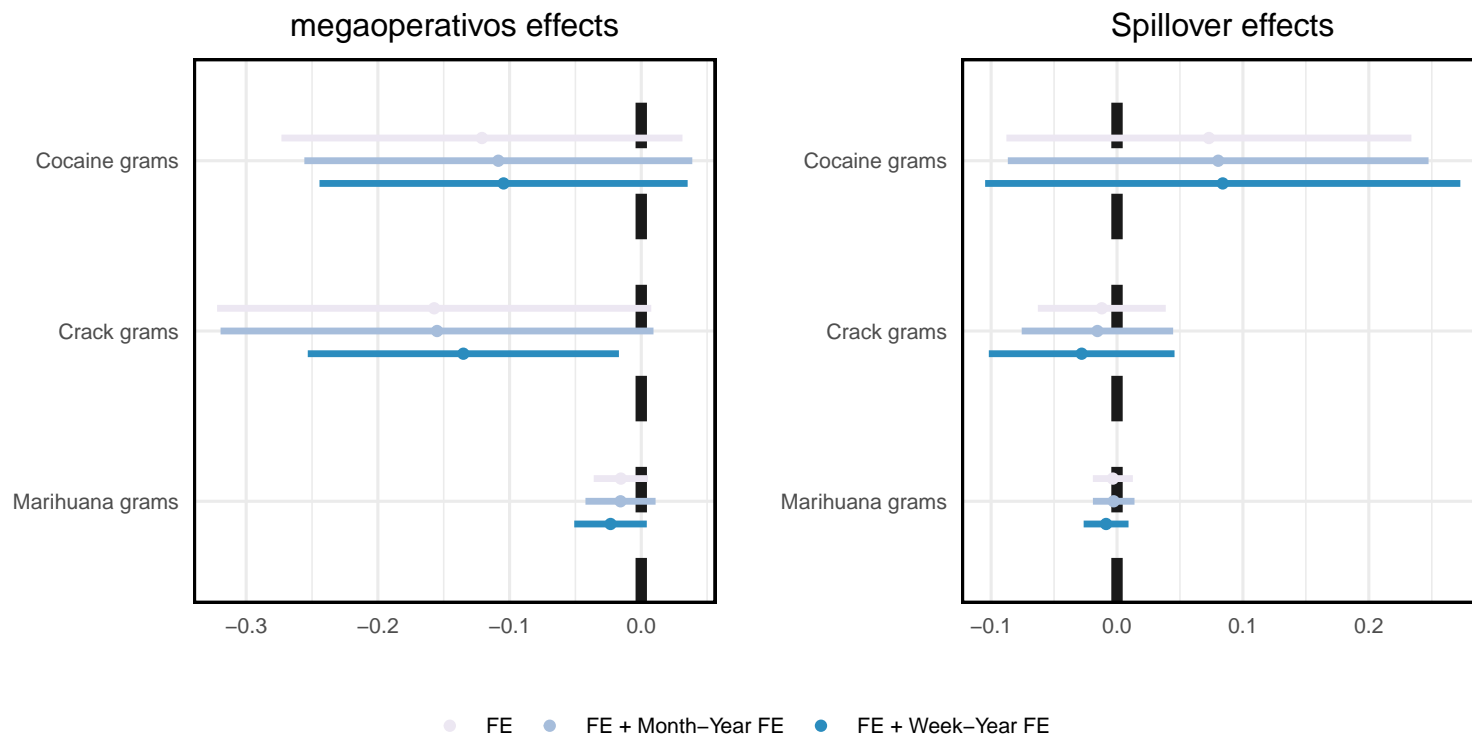 megaoperativos effects
Cocaine grams
Crack grams
Marihuana grams
−0.3 −0.2 −0.1 0.0
Spillover effects
Cocaine grams
Crack grams
Marihuana grams
−0.1 0.0 0.1 0.2
FE FE + Month−Year FE FE + Week−Year FE